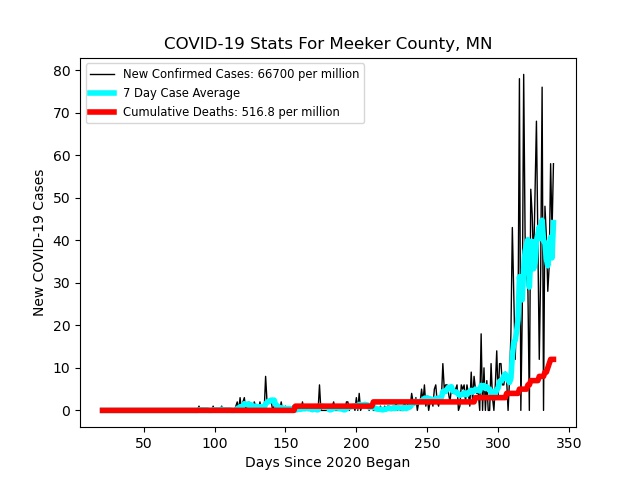 COVID-19 Stats For Meeker County, MN
New Confirmed Cases: 66700 per million
7 Day Case Average
Cumulative Deaths: 516.8 per million
New COVID-19 Cases
80
70
60
50
40
30
20
10
0
50
100
150
200
250
300
350
Days Since 2020 Began